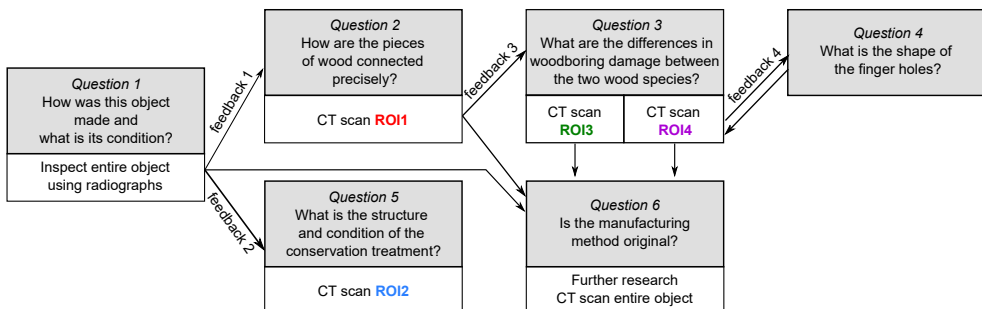 Question 1
How was this object
made and
what is its condition?
Inspect entire object
using radiographs
feedback 1
feedback 2
Question 2
How are the pieces
of wood connected
precisely?
CT scan ROI1
feedback 3
Question 5
What is the structure
and condition of the
conservation treatment?
CT scan ROI2
Question 3
What are the differences in
woodboring damage between
the two wood species?
CT scan
ROI3
CT scan
ROI4
feedback 4
Question 4
What is the shape of
the finger holes?
Question 6
Is the manufacturing
method original?
Further research
CT scan entire object